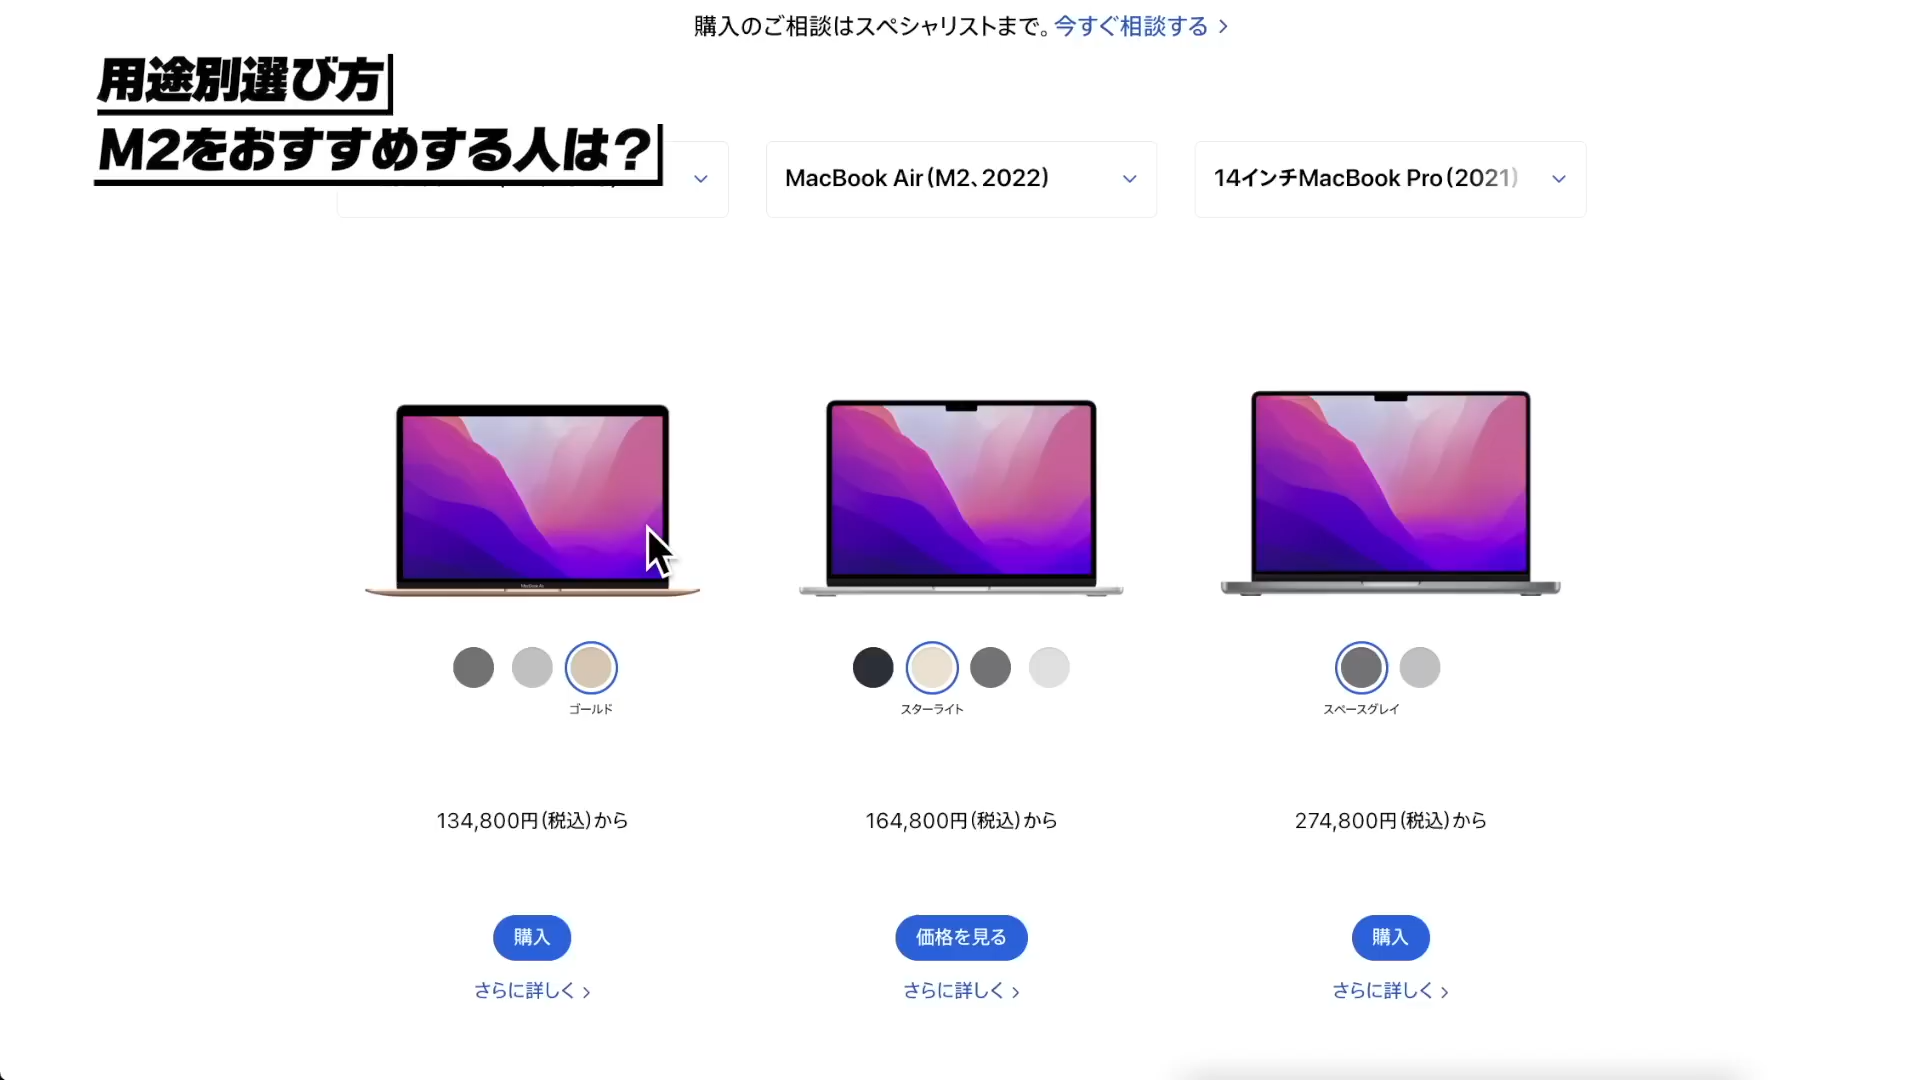 購入のご相談はスペシャリストまで。今すぐ相談する >
用途別選び方
M2をおすすめする人は?
MacBook Air(M2、2022)
14インチMacBook Pro(2021)
MacBook Air
ゴールド
スターライト
スペースグレイ
134,800円(税込)から
164,800円(税込)から
274,800円(税込)から
購入
価格を見る
購入
さらに詳しく >
さらに詳しく >
さらに詳しく >